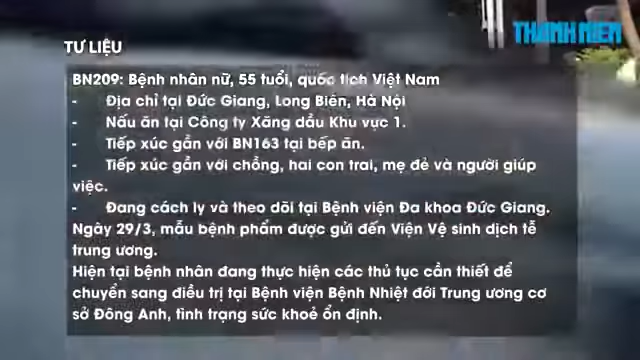 THANH NIÊN
TƯ LIỆU
BN209: Bệnh nhân nữ, 55 tuổi, quốc tịch Việt Nam
- Địa chỉ tại Đức Giang, Long Biên, Hà Nội
- Nấu ăn tại Công ty Xăng dầu Khu vực 1.
- Tiếp xúc gần với BN163 tại bếp ăn.
- Tiếp xúc gần với chồng, hai con trai, mẹ đẻ và người giúp
việc.
- Đang cách ly và theo dõi tại Bệnh viện Đa khoa Đức Giang.
Ngày 29/3, mẫu bệnh phẩm được gửi đến Viện Vệ sinh dịch tễ
trung ương.
Hiện tại bệnh nhân đang thực hiện các thủ tục cần thiết để
chuyển sang điều trị tại Bệnh viện Bệnh Nhiệt đới Trung ương cơ
sở Đông Anh, tình trạng sức khoẻ ổn định.